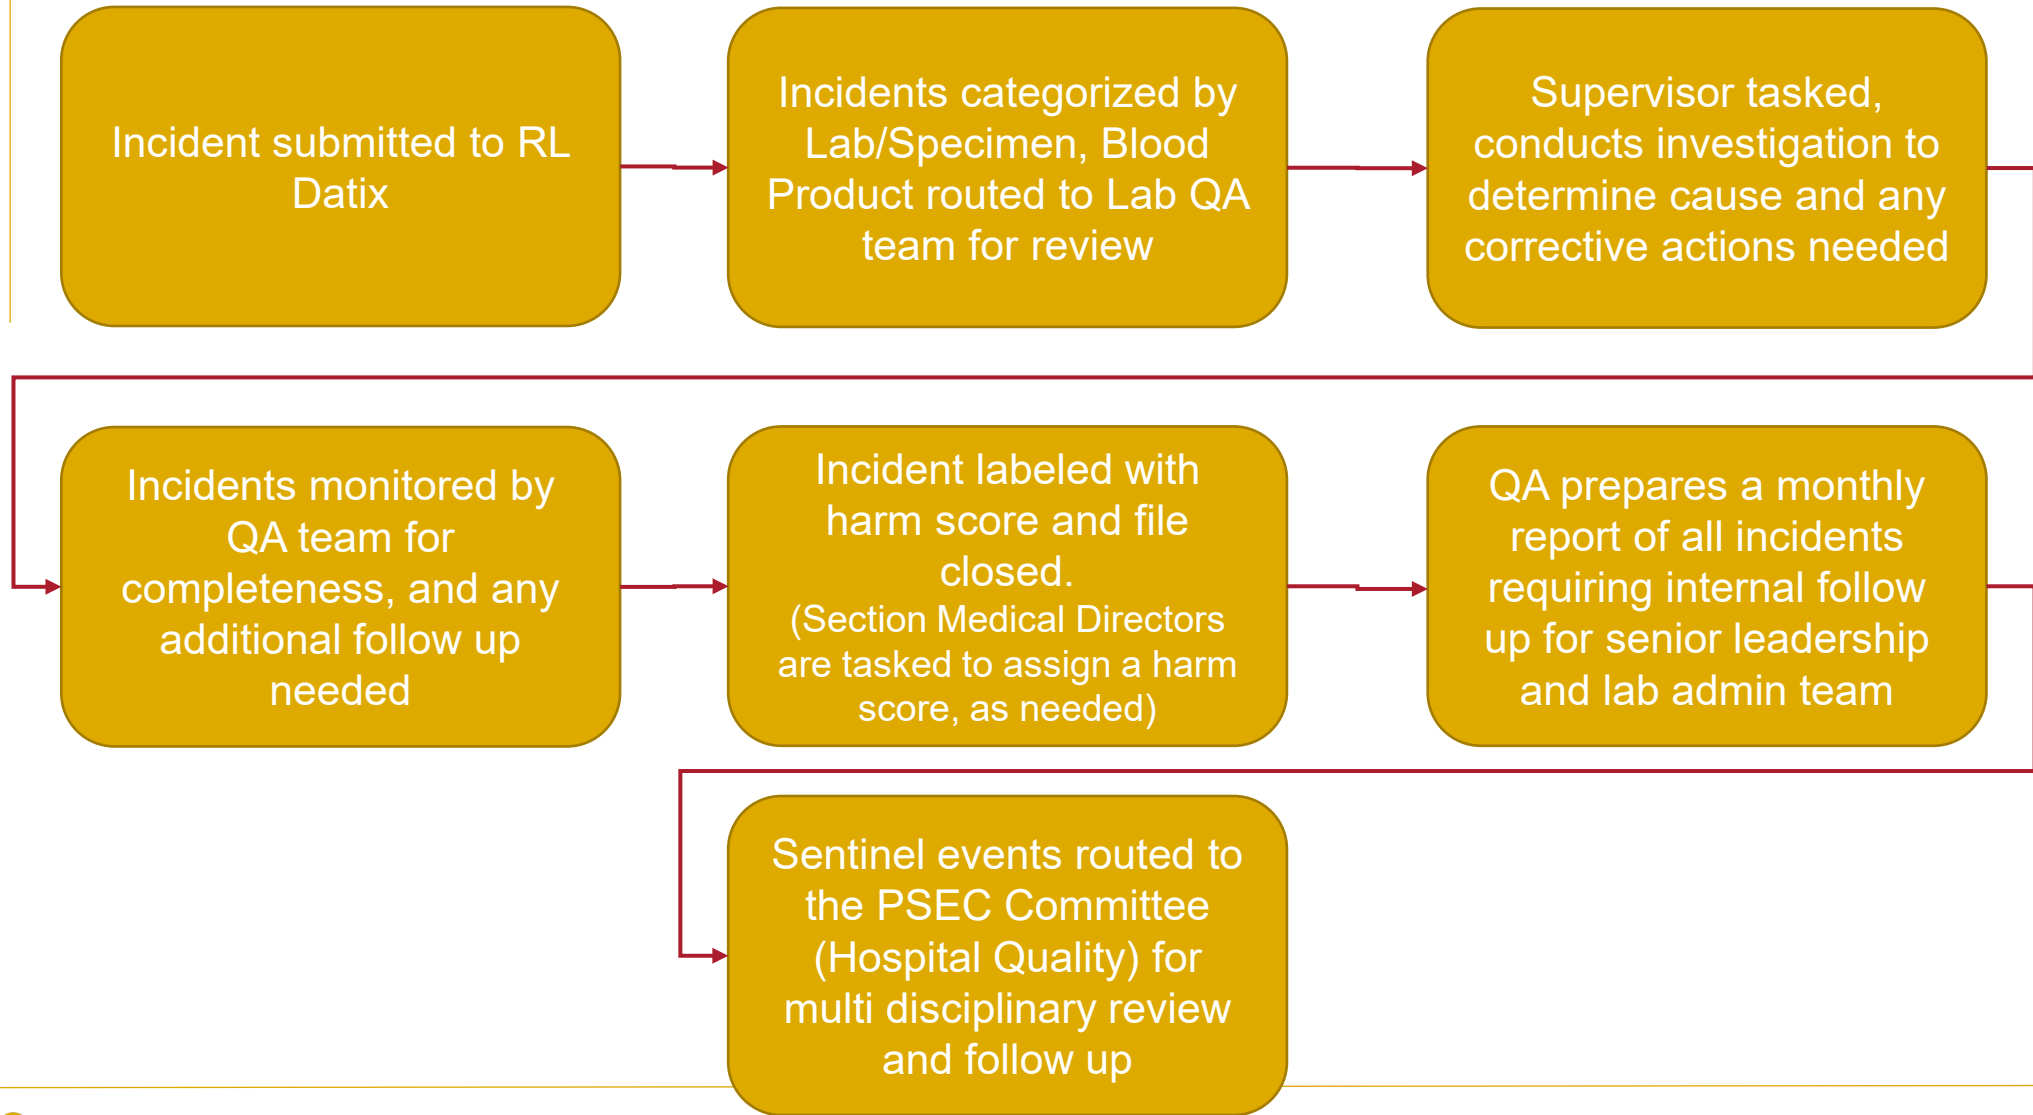 Incident submitted to RL
Datix
Incidents categorized by
Lab/Specimen, Blood
Product routed to Lab QA
team for review
Supervisor tasked,
conducts investigation to
determine cause and any
corrective actions needed
Incidents monitored by
QA team for
completeness, and any
additional follow up
needed
Incident labeled with
harm score and file
closed.
(Section Medical Directors
are tasked to assign a harm
score, as needed)
QA prepares a monthly
report of all incidents
requiring internal follow
up for senior leadership
and lab admin team
Sentinel events routed to
the PSEC Committee
(Hospital Quality) for
multi disciplinary review
and follow up